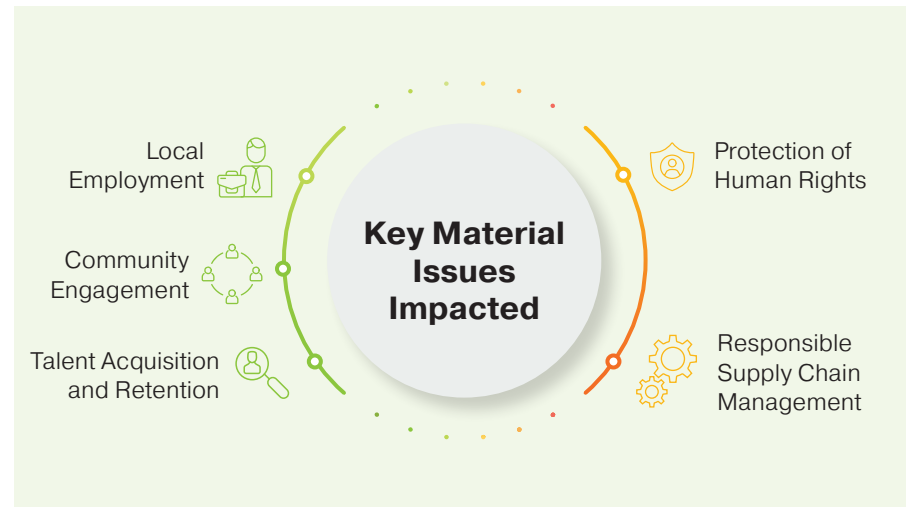 Local
Employment
Community
Engagement
Talent Acquisition
and Retention
Key Material
Issues
Impacted
Protection of
Human Rights
Responsible
Supply Chain
Management